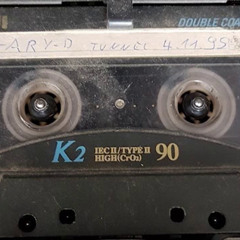 DOUBLE COA
-ARY-D TUNNEL 4.11.95
K2 IEC II/TYPE II
HIGH(CrO₂) 90